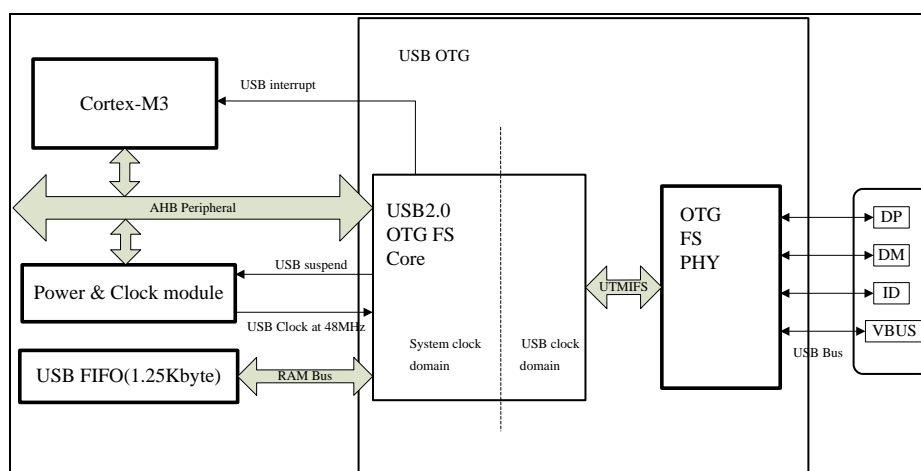 USB OTG
USB interrupt
Cortex-M3
AHB Peripheral
USB2.0
OTG FS
Core
OTG
FS
PHY
DP
DM
ID
VBUS
USB suspend
Power & Clock module
UTMIFS
USB Clock at 48MHz
System clock
domain
USB clock
domain
USB Bus
USB FIFO(1.25Kbyte)
RAM Bus